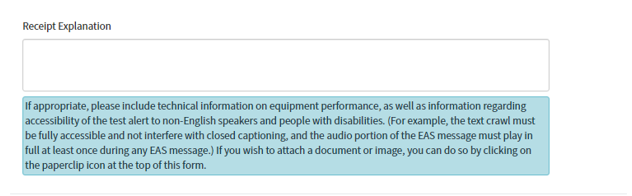 Receipt Explanation
If appropriate, please include technical information on equipment performance, as well as information regarding
accessibility of the test alert to non-English speakers and people with disabilities. (For example, the text crawl must
be fully accessible and not interfere with closed captioning, and the audio portion of the EAS message must play in
full at least once during any EAS message.) If you wish to attach a document or image, you can do so by clicking on
the paperclip icon at the top of this form.